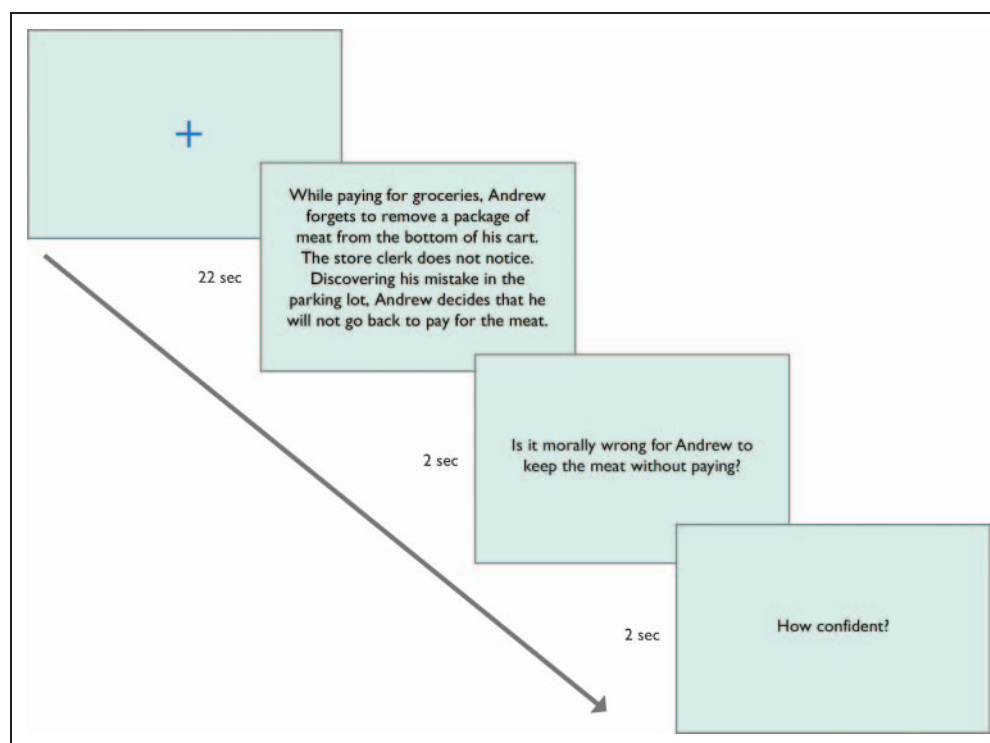 While paying for groceries, Andrew
forgets to remove a package of
meat from the bottom of his cart.
The store clerk does not notice.
Discovering his mistake in the
parking lot, Andrew decides that he
will not go back to pay for the meat.
22 sec
Is it morally wrong for Andrew to
keep the meat without paying?
2 sec
How confident?
2 sec